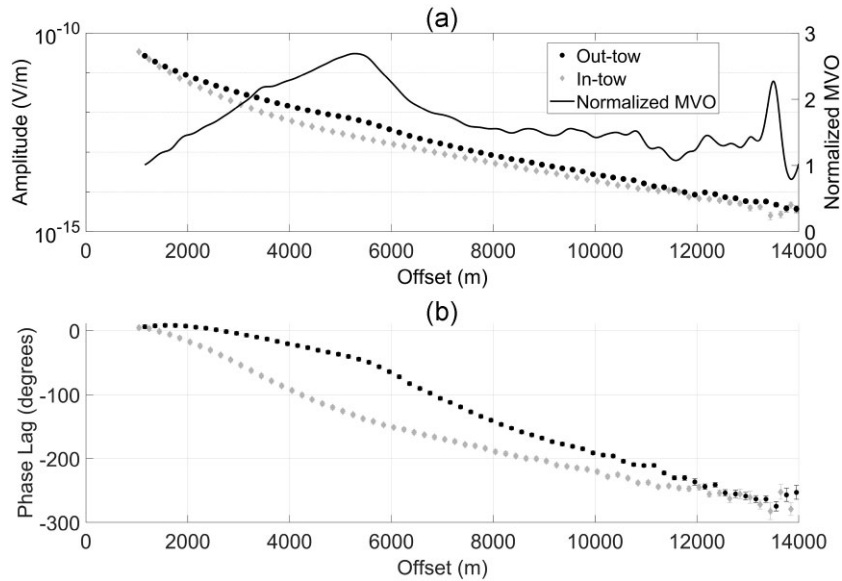 (a)
10^-10
3
Amplitude (V/m)
Out-tow
In-tow
Normalized MVO
2
1
Normalized MVO
10^-15
0
0 2000 4000 6000 8000 10000 12000 14000
Offset (m)
(b)
0
Phase Lag (degrees)
-100
-200
-300
0 2000 4000 6000 8000 10000 12000 14000
Offset (m)